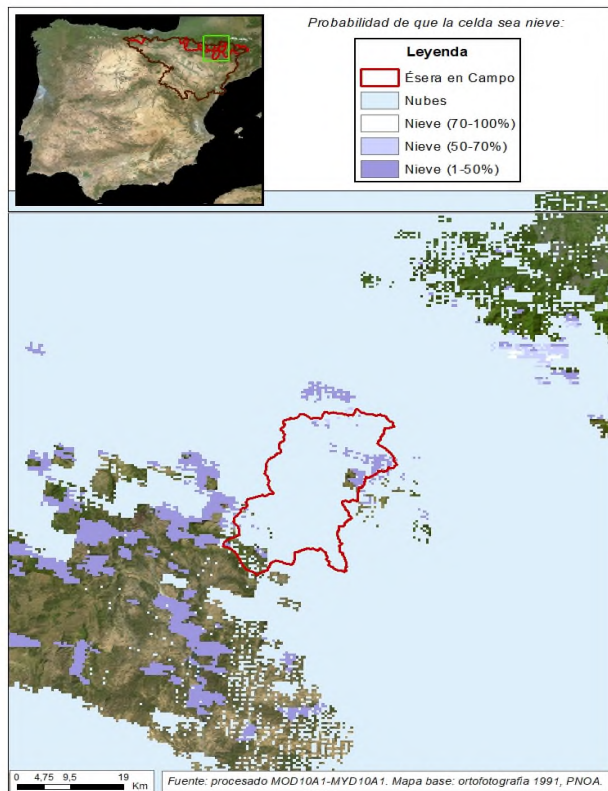 Probabilidad de que la celda sea nieve:
Leyenda
Ésera en Campo
Nubes
Nieve (70-100%)
Nieve (50-70%)
Nieve (1-50%)
0 4,75 9,5 19
Km
Fuente: procesado MOD10A1-MYD10A1. Mapa base: ortofotografía 1991, PNOA.